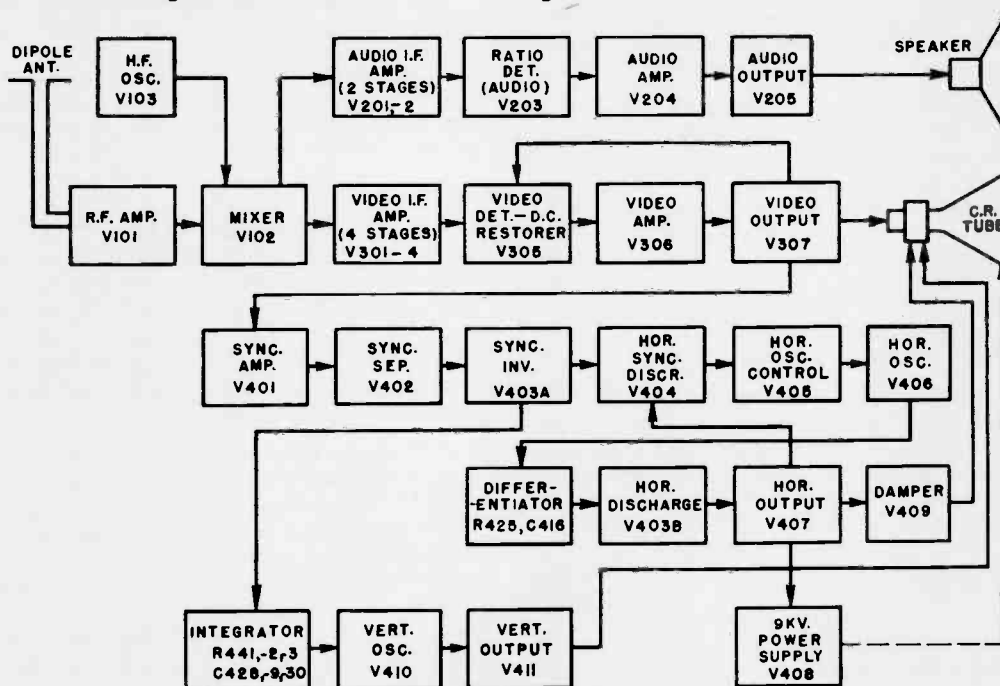 DIPOLE
ANT.
H.F.
OSC.
V103
AUDIO I.F.
AMP.
(2 STAGES)
V201,-2
RATIO
DET.
(AUDIO)
V203
AUDIO
AMP.
V204
AUDIO
OUTPUT
V205
SPEAKER
R.F. AMP.
V101
MIXER
V102
VIDEO I.F.
AMP.
(4 STAGES)
V301-4
VIDEO
DET.-D.C.
RESTORER
V305
VIDEO
AMP.
V306
VIDEO
OUTPUT
V307
C.R.
TUBE
SYNC.
AMP.
V401
SYNC.
SEP.
V402
SYNC.
INV.
V403A
HOR.
SYNC.
DISCR.
V404
HOR.
OSC.
CONTROL
V405
HOR.
OSC.
V406
DIFFER-
-ENTIATOR
R425, C416
HOR.
DISCHARGE
V403B
HOR.
OUTPUT
V407
DAMPER
V409
INTEGRATOR
R441,-2,-3
C428,-9,-30
VERT.
OSC.
V410
VERT.
OUTPUT
V411
9KV.
POWER
SUPPLY
V408